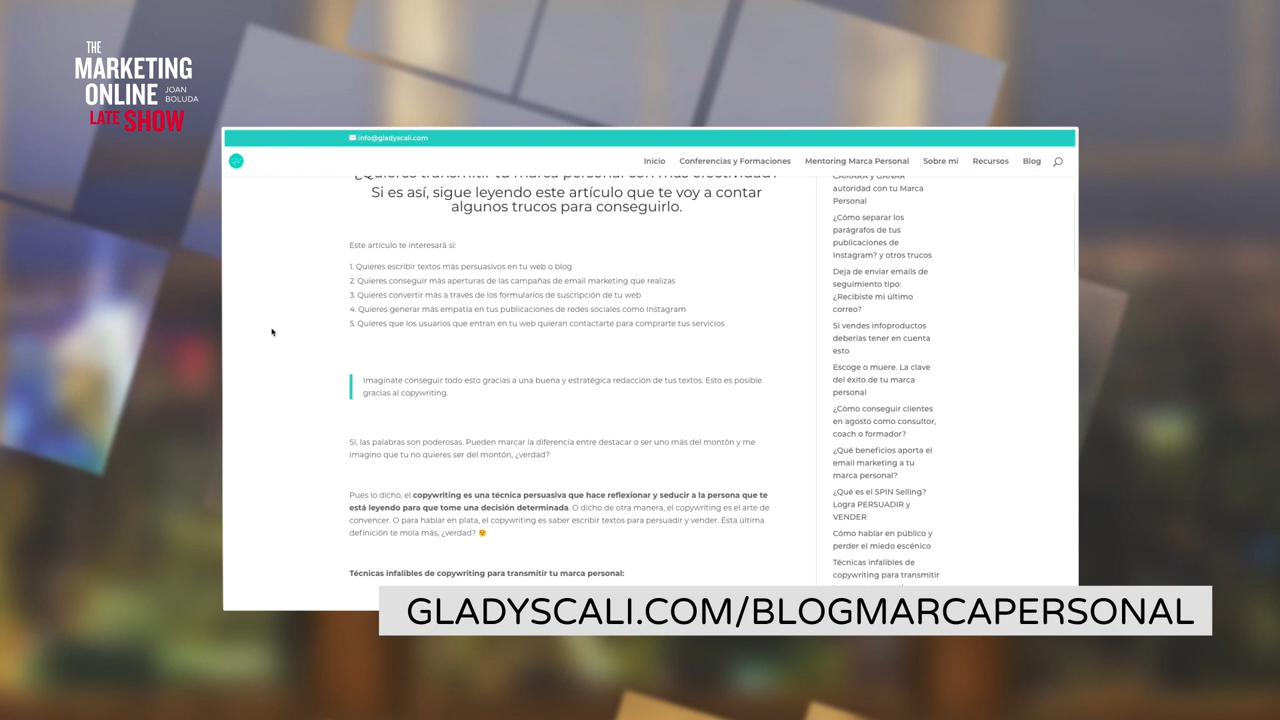 THE
MARKETING
ONLINE
JOAN
BOLUDA
LATE SHOW
info@gladyscali.com
Inicio
Conferencias y Formaciones
Mentoring Marca Personal
Sobre mi
Recursos
Blog
¿Quieres transmitir tu marca personal con más efectividad?
Si es así, sigue leyendo este artículo que te voy a contar
algunos trucos para conseguirlo.
Este artículo te interesará si:
1. Quieres escribir textos más persuasivos en tu web o blog
2. Quieres conseguir más aperturas de las campañas de email marketing que realizas
3. Quieres convertir más a través de los formularios de suscripción de tu web
4. Quieres generar más empatía en tus publicaciones de redes sociales como Instagram
5. Quieres que los usuarios que entran en tu web quieran contactarte para comprarte tus servicios
Imagínate conseguir todo esto gracias a una buena y estratégica redacción de tus textos. Esto es posible
gracias al copywriting.
Sí, las palabras son poderosas. Pueden marcar la diferencia entre destacar o ser uno más del montón y me
imagino que tu no quieres ser del montón, ¿verdad?
Pues lo dicho, el copywriting es una técnica persuasiva que hace reflexionar y seducir a la persona que te
está leyendo para que tome una decisión determinada. O dicho de otra manera, el copywriting es el arte de
convencer. O para hablar en plata, el copywriting es saber escribir textos para persuadir y vender. Ésta última
definición te mola más, ¿verdad? 😉
Técnicas infalibles de copywriting para transmitir tu marca personal:
CÁMARA y GANAR
autoridad con tu Marca
Personal
¿Cómo separar los
parágrafos de tus
publicaciones de
Instagram? y otros trucos
Deja de enviar emails de
seguimiento tipo:
¿Recibiste mi último
correo?
Si vendes infoproductos
deberías tener en cuenta
esto
Escoge o muere. La clave
del éxito de tu marca
personal
¿Cómo conseguir clientes
en agosto como consultor,
coach o formador?
¿Qué beneficios aporta el
email marketing a tu
marca personal?
¿Qué es el SPIN Selling?
Logra PERSUADIR y
VENDER
Cómo hablar en público y
perder el miedo escénico
Técnicas infalibles de
copywriting para transmitir
GLADYSCALI.COM/BLOGMARCAPERSONAL